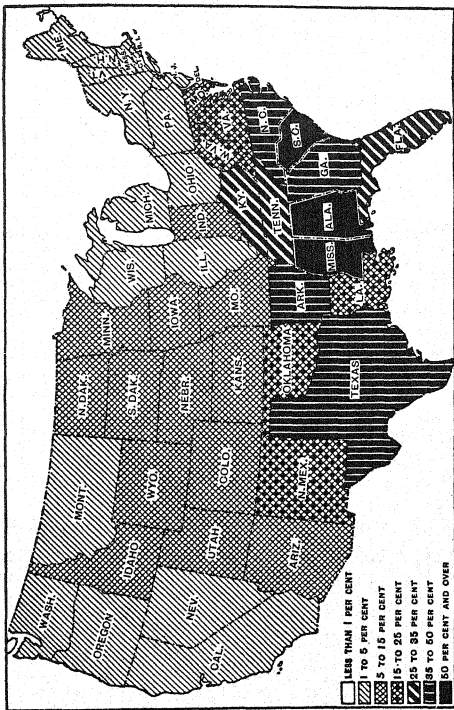 WASH.
OREGON
CAL.
NEV.
IDAHO
MONT.
WYO.
UTAH
ARIZ.
COLO.
N.MEX.
N.DAK.
S.DAK.
NEBR.
KANS.
OKLAHOMA
TEXAS
MINN.
IOWA
MO.
ARK.
LA.
WIS.
ILL.
MICH.
IND.
OHIO
KY.
TENN.
MISS.
ALA.
GA.
FLA.
S.C.
N.C.
VA.
PA.
N.Y.
ME.
LESS THAN 1 PER CENT
1 TO 5 PER CENT
5 TO 15 PER CENT
15 TO 25 PER CENT
25 TO 35 PER CENT
35 TO 50 PER CENT
50 PER CENT AND OVER